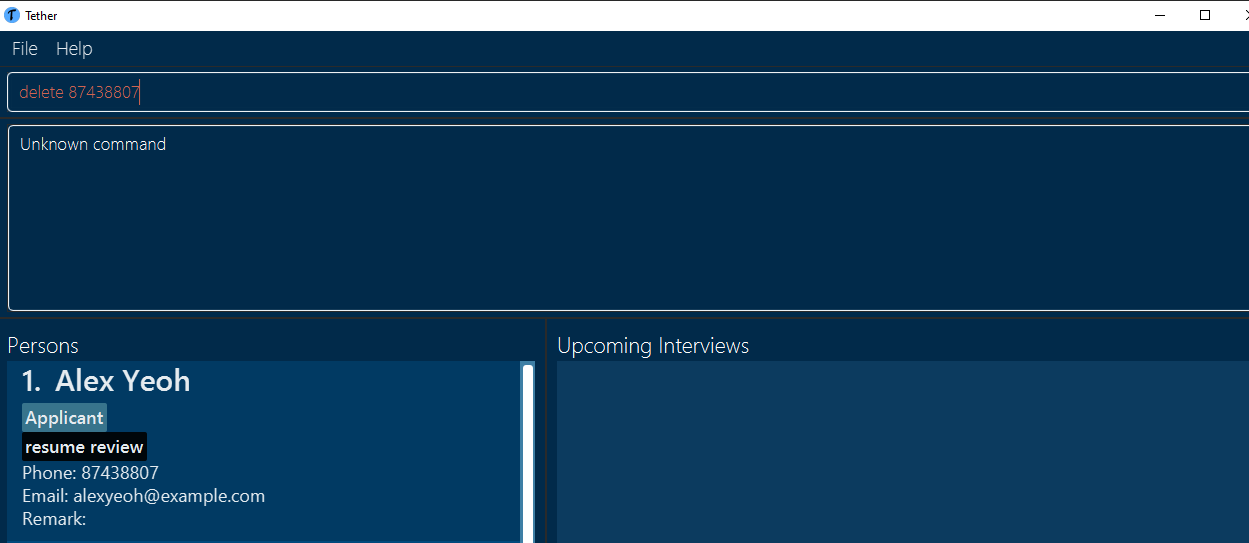 Tether
File Help
delete 87438807
Unknown command
Persons
1. Alex Yeoh
Applicant
resume review
Phone: 87438807
Email: alexyeoh@example.com
Remark:
Upcoming Interviews